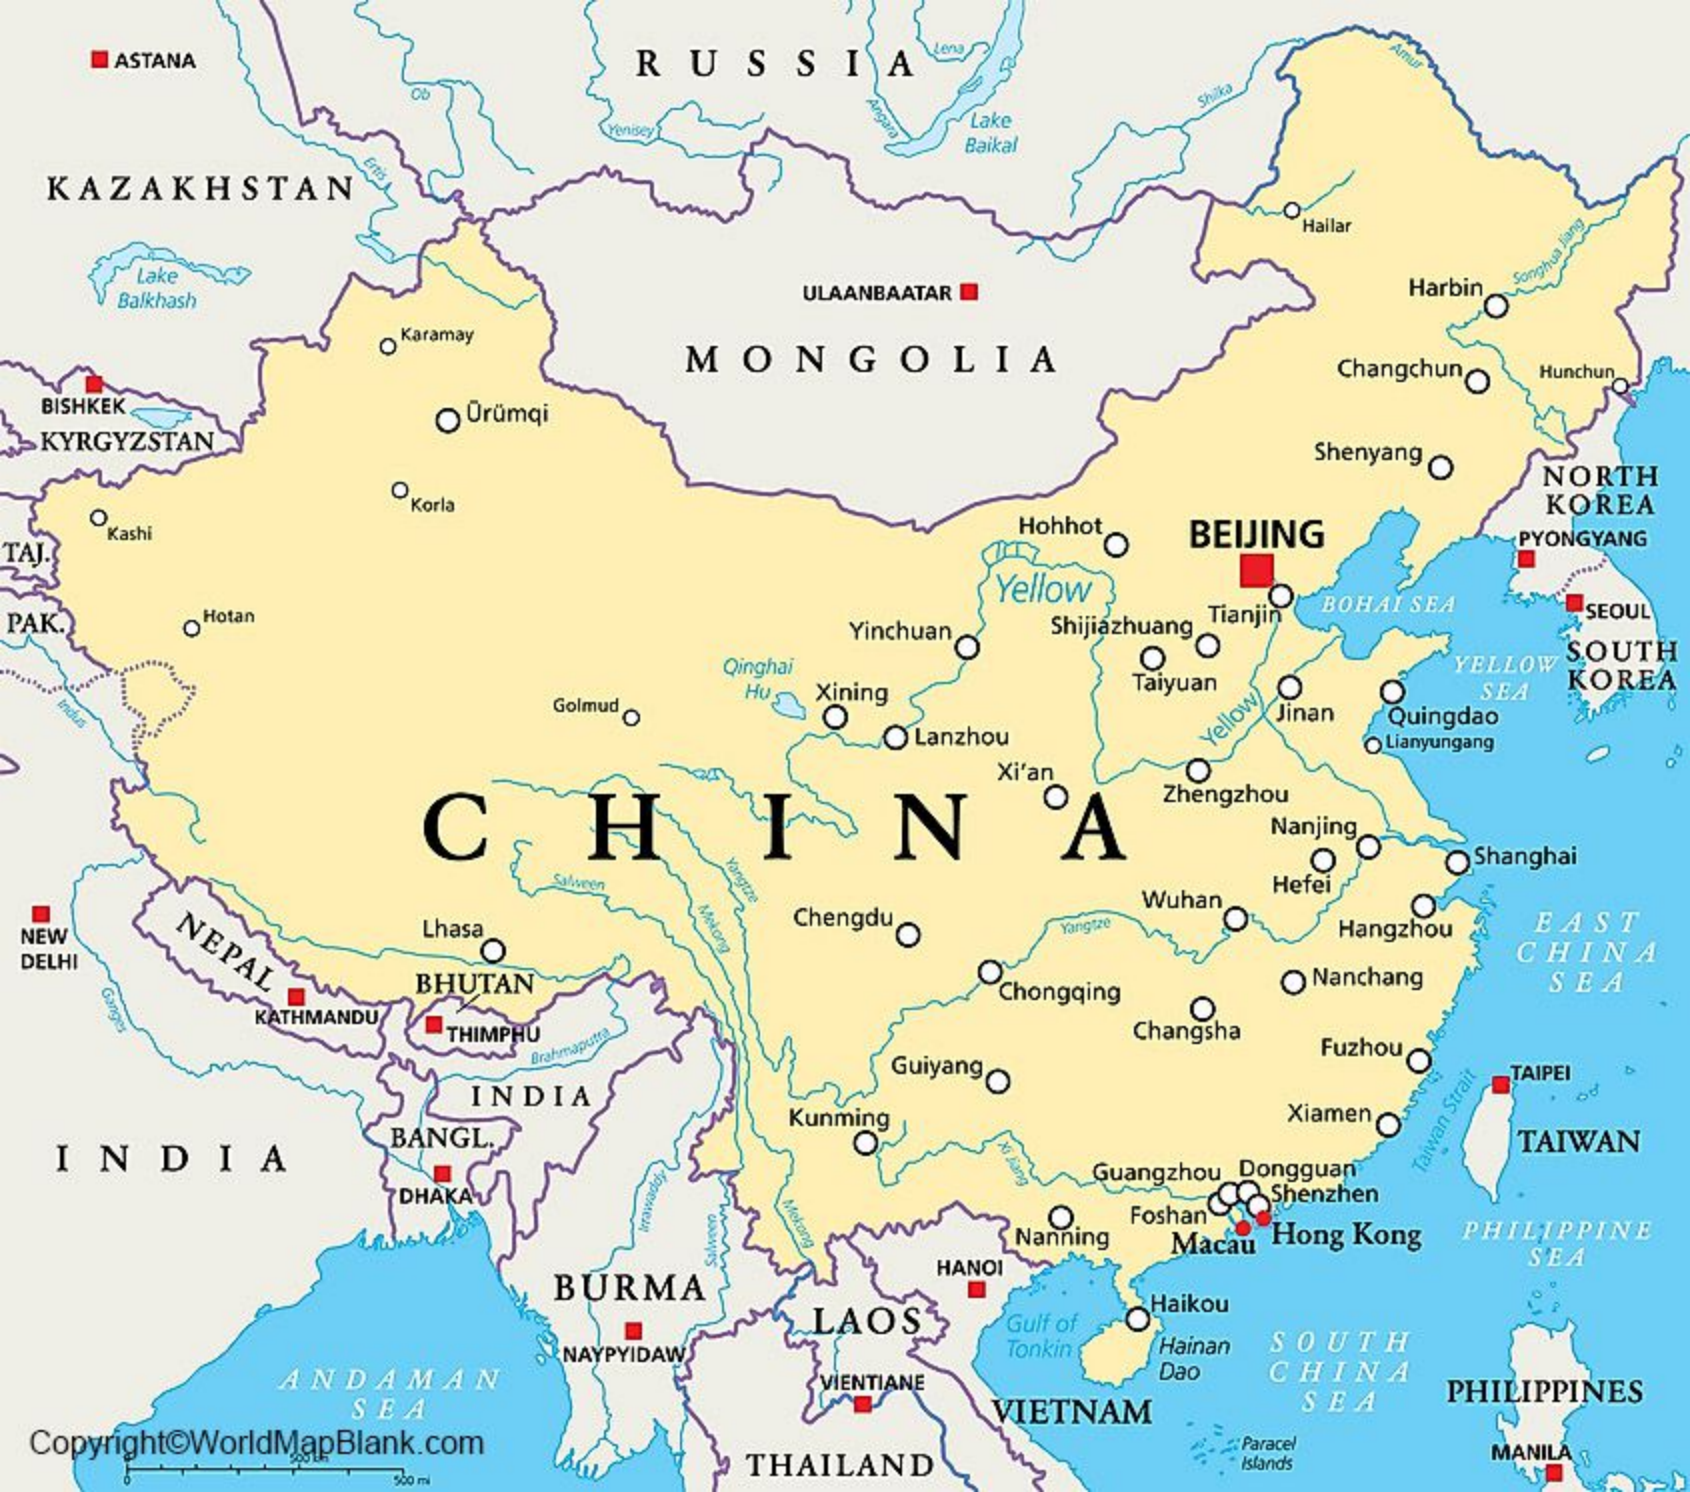 ASTANA
RUSSIA
Lena
Ob
Yenisey
Angara
Lake
Baikal
Shilka
Amur
KAZAKHSTAN
Ertis
Hailar
Songhua Jiang
Lake
Balkhash
ULAANBAATAR
Harbin
Karamay
MONGOLIA
Changchun
Hunchun
BISHKEK
KYRGYZSTAN
Ürümqi
Shenyang
NORTH
KOREA
Korla
Kashi
Hohhot
BEIJING
PYONGYANG
TAJ.
Yellow
Tianjin
BOHAI SEA
SEOUL
PAK.
Hotan
Yinchuan
Shijiazhuang
SOUTH
KOREA
YELLOW
SEA
Qinghai
Hu
Xining
Taiyuan
Indus
Golmud
Yellow
Jinan
Quingdao
Lanzhou
Lianyungang
Xi'an
Zhengzhou
CHINA
Nanjing
Shanghai
Yangtze
Salween
Hefei
Wuhan
Mekong
Chengdu
Yangtze
Hangzhou
NEW
DELHI
NEPAL
Lhasa
EAST
CHINA
SEA
BHUTAN
Chongqing
Nanchang
Ganges
KATHMANDU
THIMPHU
Changsha
Brahmaputra
Fuzhou
Guiyang
TAIPEI
INDIA
Taiwan Strait
Kunming
Xiamen
BANGL.
INDIA
TAIWAN
Xi Jiang
Guangzhou
Dongguan
DHAKA
Shenzhen
Irrawaddy
Salween
Mekong
Foshan
Nanning
Macau
Hong Kong
PHILIPPINE
SEA
HANOI
BURMA
Haikou
LAOS
Gulf of
Tonkin
Hainan
Dao
SOUTH
CHINA
SEA
NAYPYIDAW
ANDAMAN
SEA
VIENTIANE
PHILIPPINES
VIETNAM
Copyright©WorldMapBlank.com
Paracel
Islands
MANILA
THAILAND
500 mi